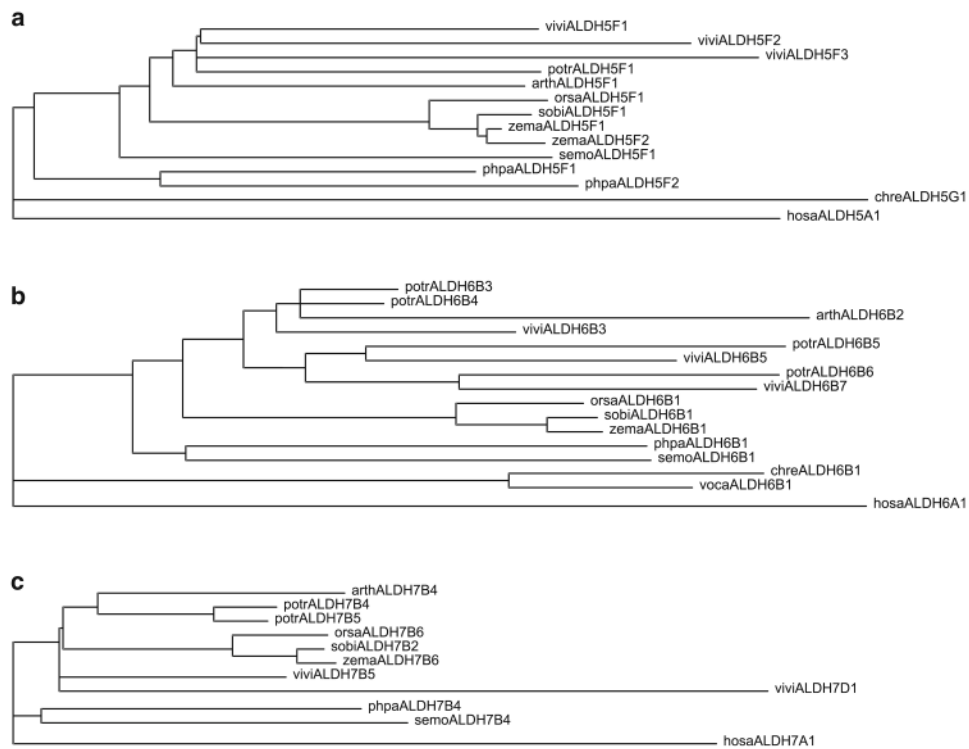 a
viviALDH5F1
viviALDH5F2
viviALDH5F3
potrALDH5F1
arthALDH5F1
orsaALDH5F1
sobiALDH5F1
zemaALDH5F1
zemaALDH5F2
semoALDH5F1
phpaALDH5F1
phpaALDH5F2
chreALDH5G1
hosaALDH5A1
b
potrALDH6B3
potrALDH6B4
arthALDH6B2
viviALDH6B3
potrALDH6B5
viviALDH6B5
potrALDH6B6
viviALDH6B7
orsaALDH6B1
sobiALDH6B1
zemaALDH6B1
phpaALDH6B1
semoALDH6B1
chreALDH6B1
vocaALDH6B1
hosaALDH6A1
c
arthALDH7B4
potrALDH7B4
potrALDH7B5
orsaALDH7B6
sobiALDH7B2
zemaALDH7B6
viviALDH7B5
viviALDH7D1
phpaALDH7B4
semoALDH7B4
hosaALDH7A1